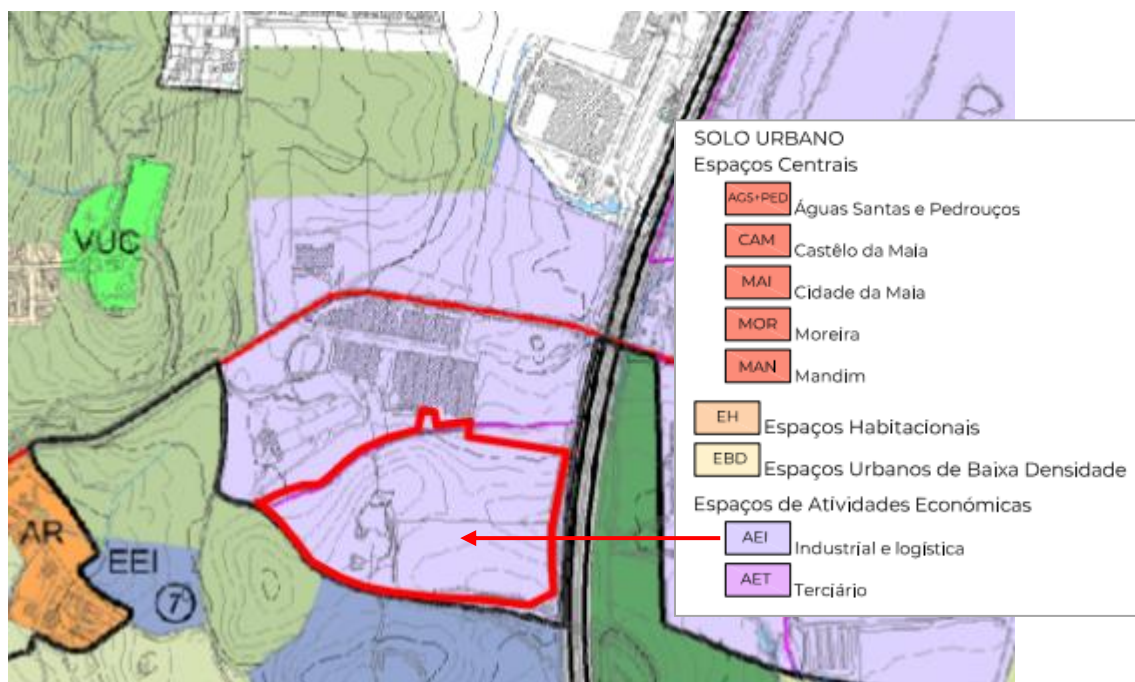 VUC
AR
EEI
7
SOLO URBANO
Espaços Centrais
AGS+PED Águas Santas e Pedrouços
CAM Castêlo da Maia
MAI Cidade da Maia
MOR Moreira
MAN Mandim
EH Espaços Habitacionais
EBD Espaços Urbanos de Baixa Densidade
Espaços de Atividades Económicas
AEI Industrial e logística
AET Terciário